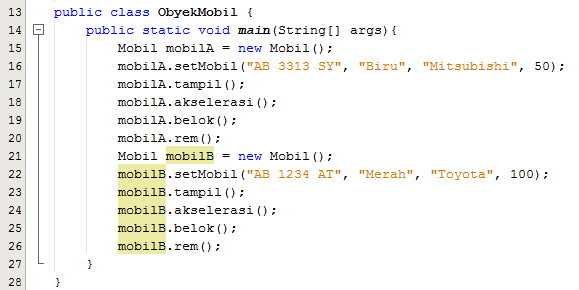 13 public class ObyekMobil {
14 public static void main(String[] args){
15 Mobil mobilA = new Mobil();
16 mobilA.setMobil("AB 3313 SY", "Biru", "Mitsubishi", 50);
17 mobilA.tampil();
18 mobilA.akselerasi();
19 mobilA.belok();
20 mobilA.rem();
21 Mobil mobilB = new Mobil();
22 mobilB.setMobil("AB 1234 AT", "Merah", "Toyota", 100);
23 mobilB.tampil();
24 mobilB.akselerasi();
25 mobilB.belok();
26 mobilB.rem();
27 }
28 }